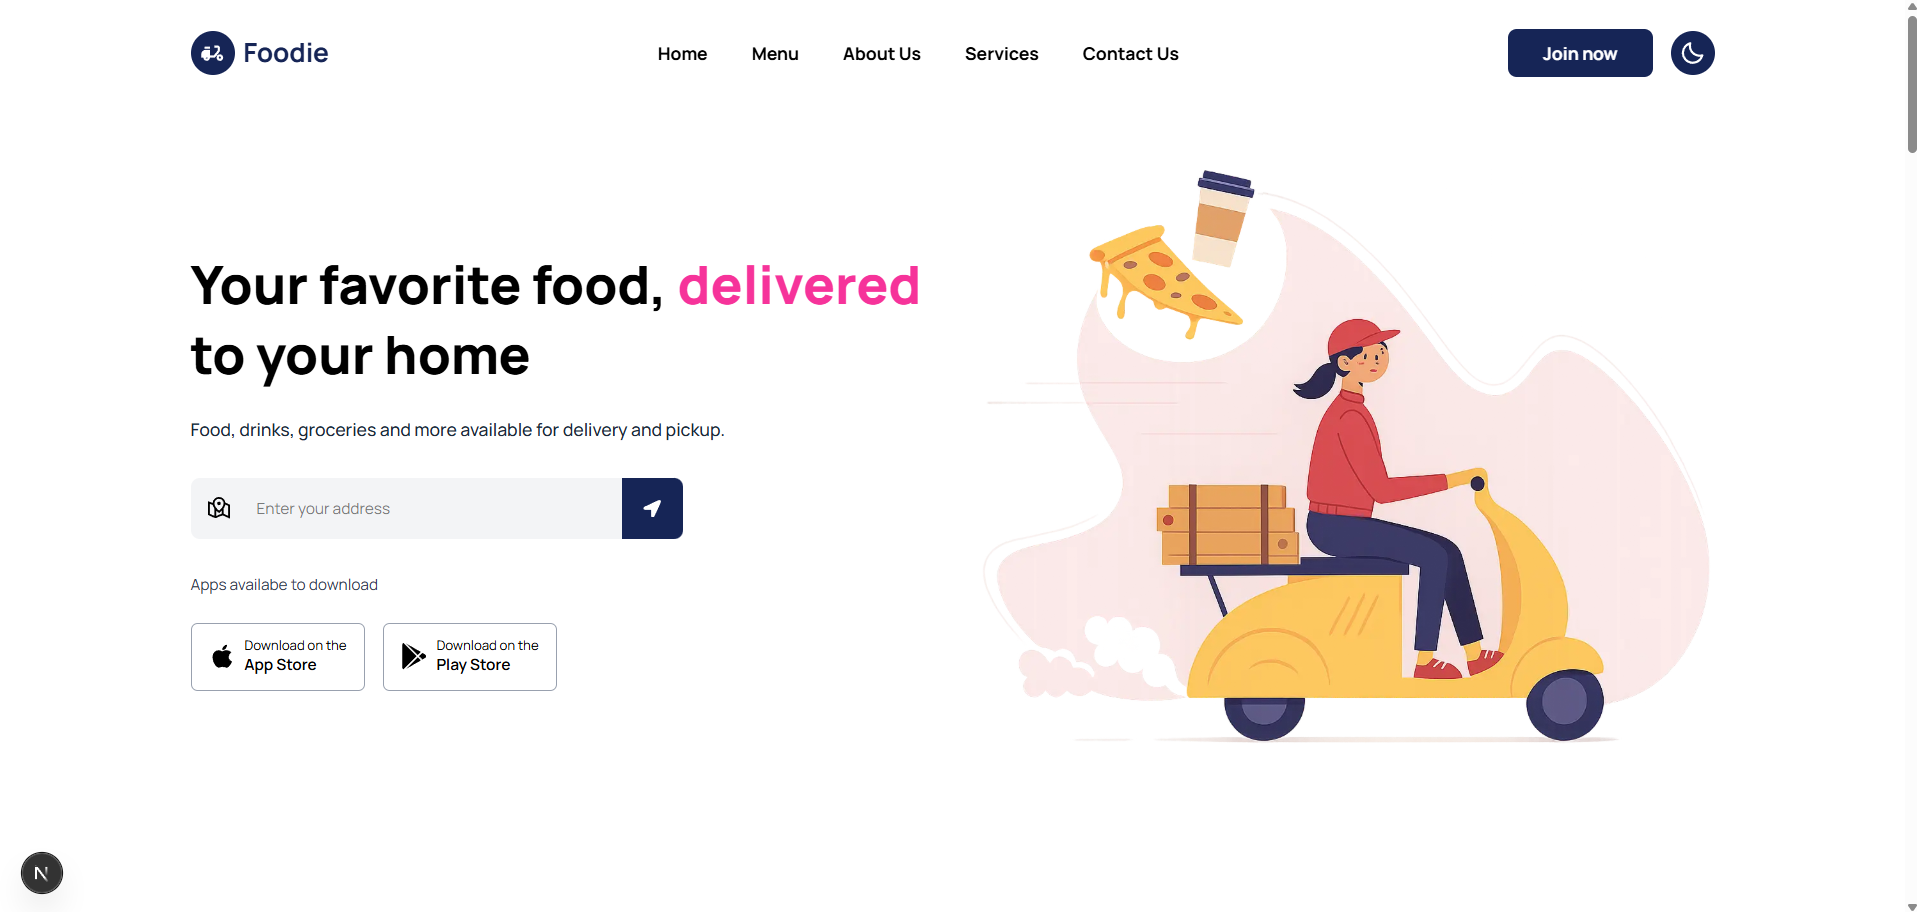 Foodie
Home Menu About Us Services Contact Us
Join now
Your favorite food, delivered
to your home
Food, drinks, groceries and more available for delivery and pickup.
Enter your address
Apps availabe to download
Download on the
App Store
Download on the
Play Store
N